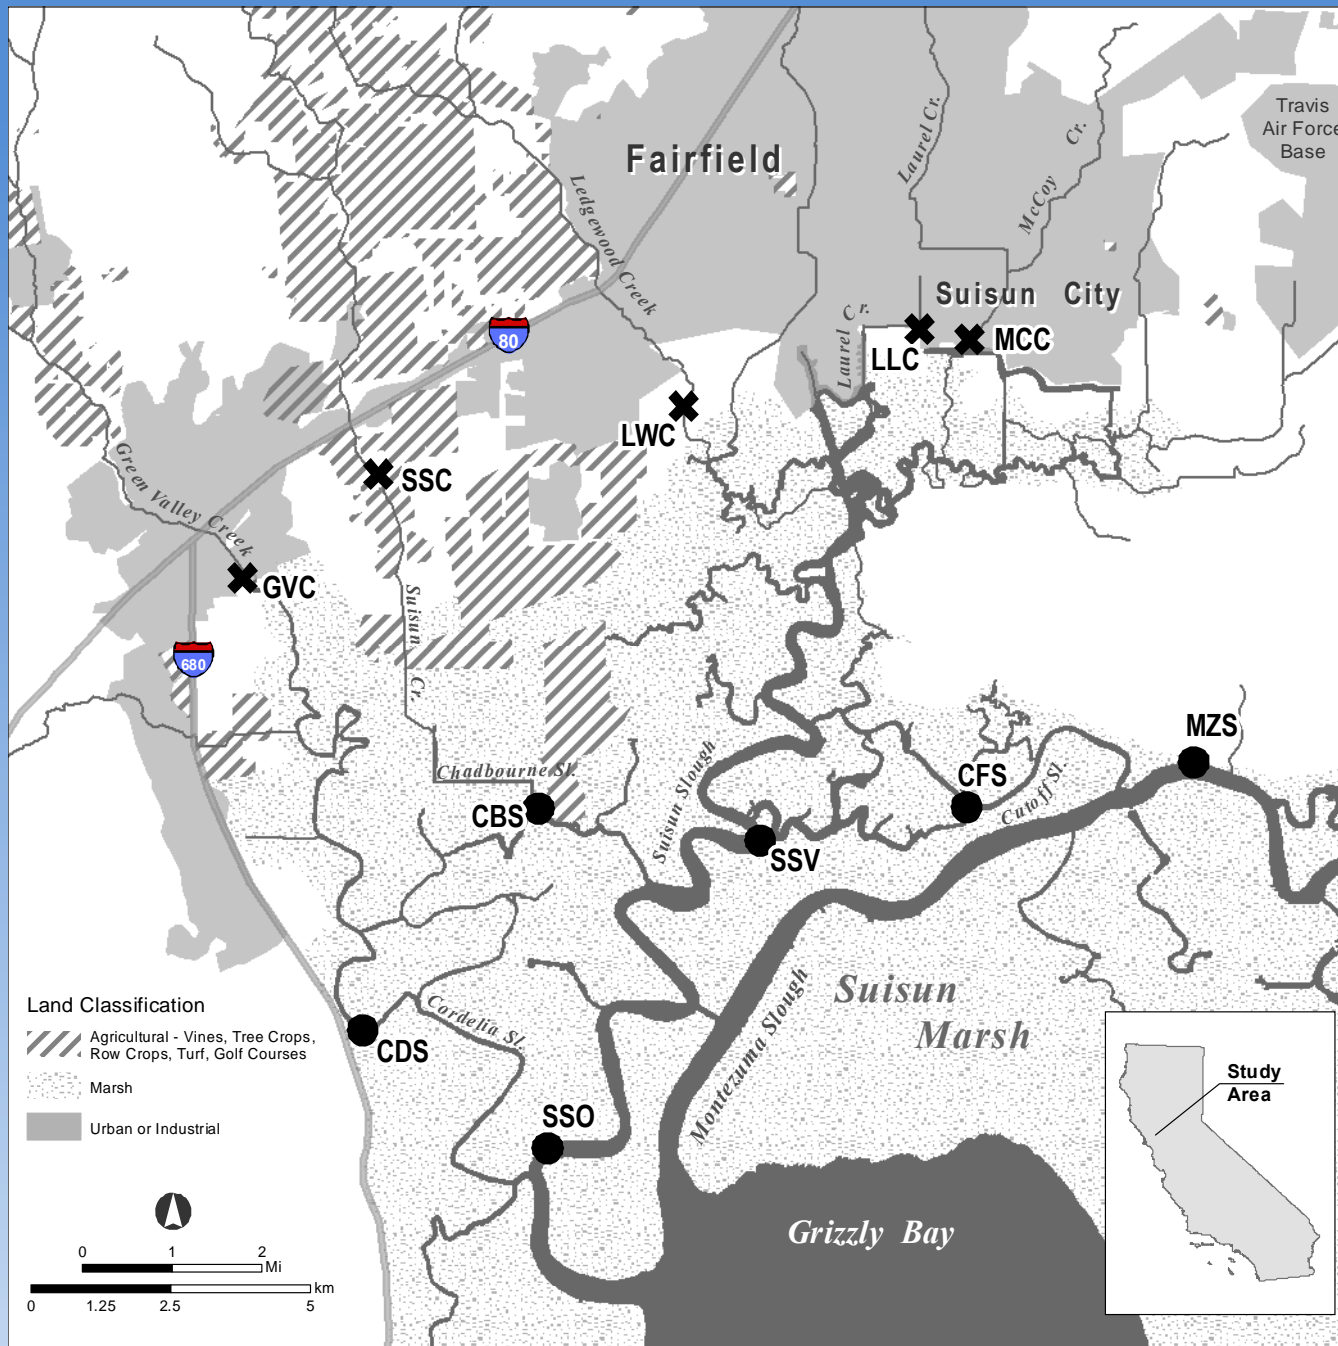 Travis
Air Force
Base
Fairfield
Laurel Cr.
McCoy Cr.
Ledgewood Creek
Suisun City
80
Laurel Cr.
LLC
MCC
LWC
SSC
Green Valley Creek
GVC
Suisun Cr.
680
MZS
Chadbourne Sl.
Suisun Slough
CFS
Cutoff Sl.
CBS
SSV
Suisun
Marsh
Montezuma Slough
Land Classification
Agricultural - Vines, Tree Crops,
Row Crops, Turf, Golf Courses
Marsh
Urban or Industrial
Cordelia Sl.
CDS
SSO
Study
Area
Grizzly Bay
0 1 2
Mi
km
0 1.25 2.5 5